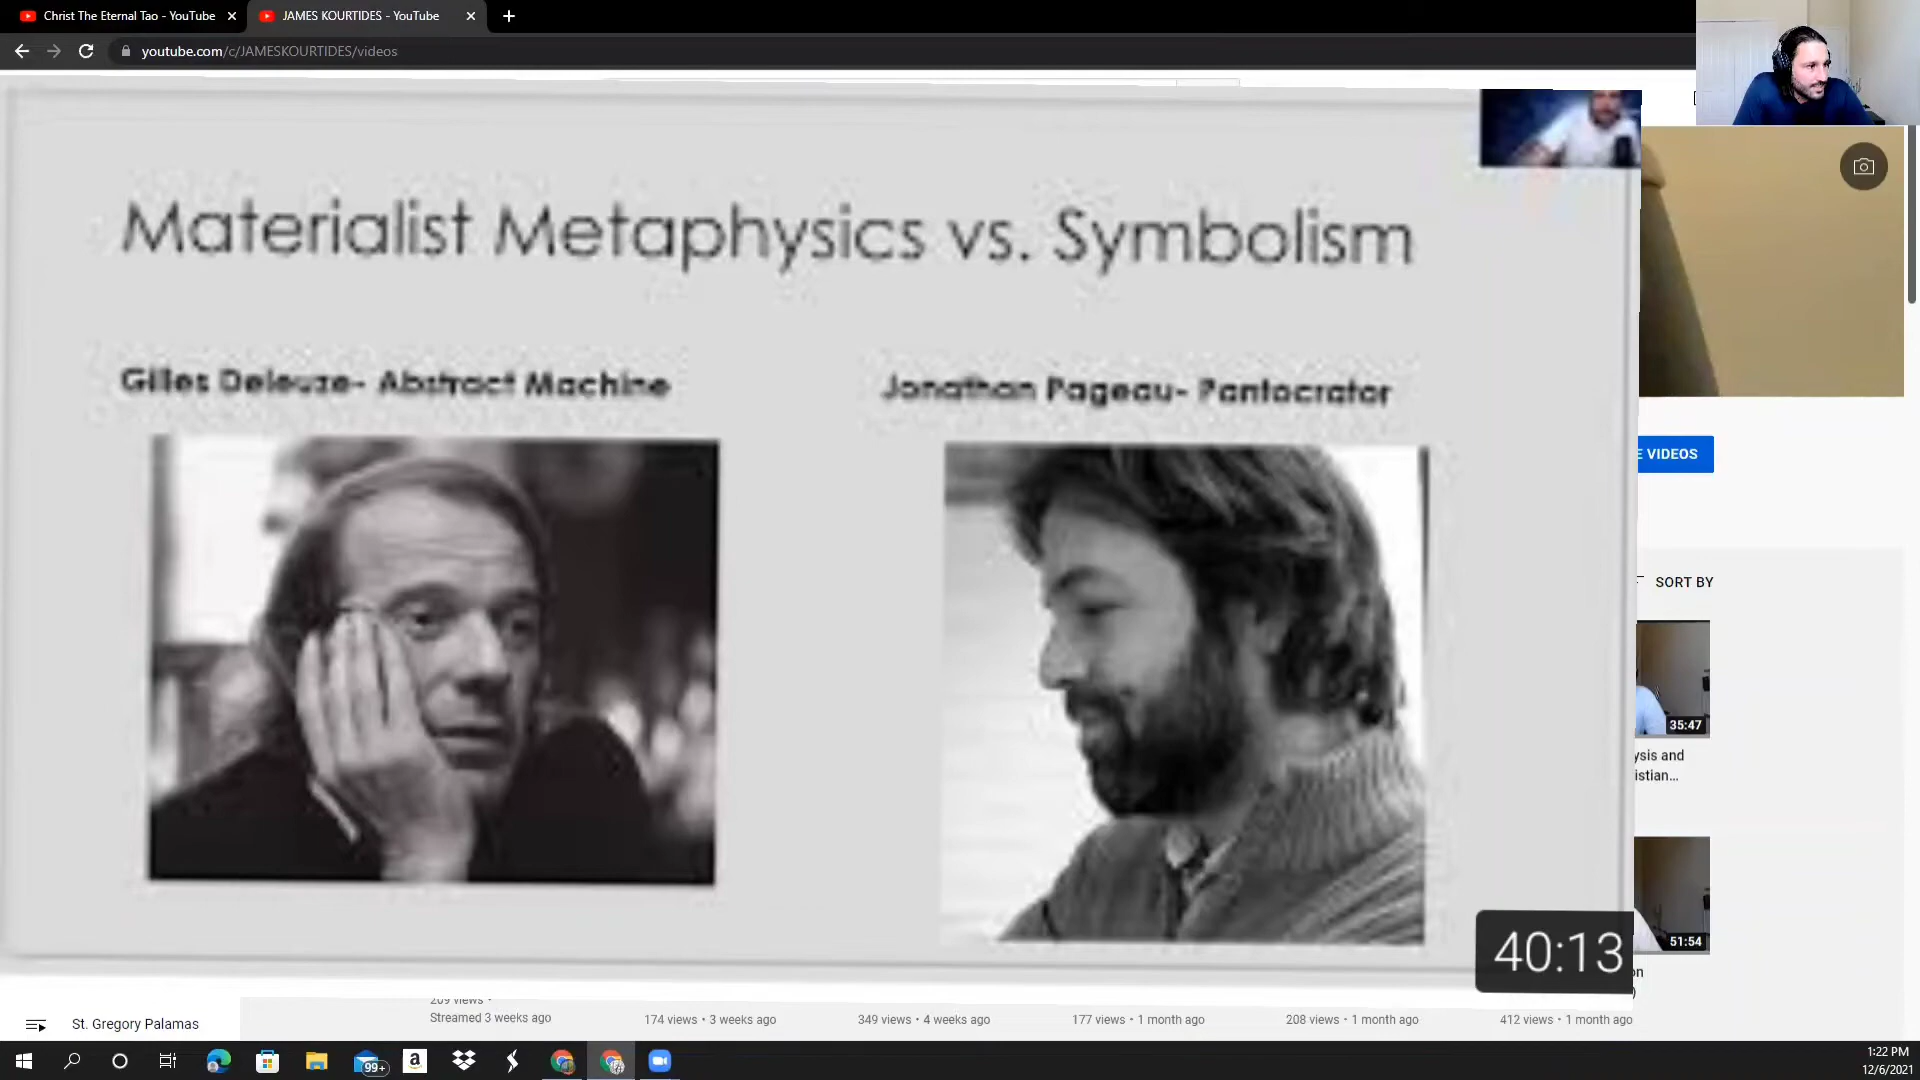 Christ The Eternal Tao - YouTube
JAMES KOURTIDES - YouTube
youtube.com/c/JAMESKOURTIDES/videos
Materialist Metaphysics vs. Symbolism
Gilles Deleuze- Abstract Machine
Jonathan Pageau- Pantocrator
E VIDEOS
SORT BY
35:47
ysis and
istian...
51:54
on
)
40:13
209 views •
Streamed 3 weeks ago
174 views • 3 weeks ago
349 views • 4 weeks ago
177 views • 1 month ago
208 views • 1 month ago
412 views • 1 month ago
St. Gregory Palamas
99+
a
1:22 PM
12/6/2021